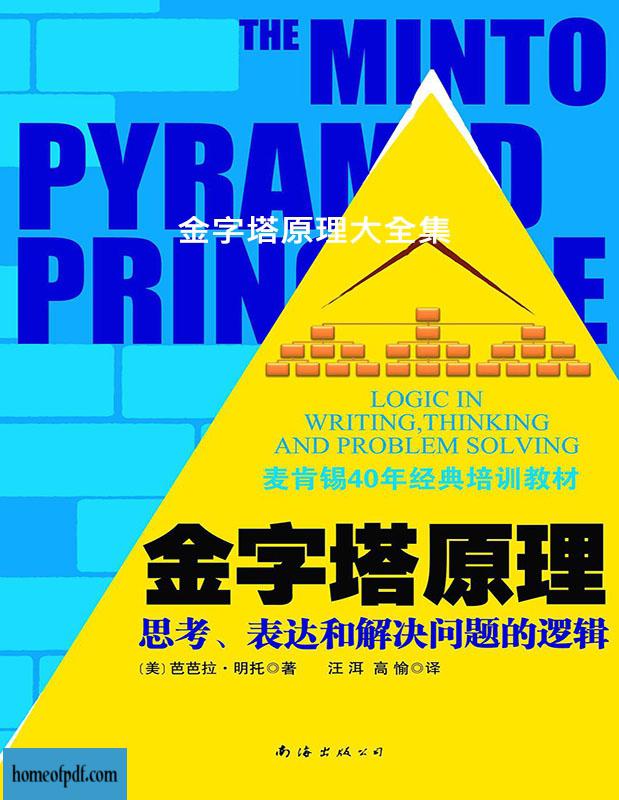 THE
MINTO
PYRAMID
PRINCIPLE
金字塔原理大全集
LOGIC IN
WRITING,THINKING
AND PROBLEM SOLVING
麦肯锡40年经典培训教材
金字塔原理
思考、表达和解决问题的逻辑
(美)芭芭拉·明托◎著 汪洱 高愉◎译
南海出版公司
homeofpdf.com